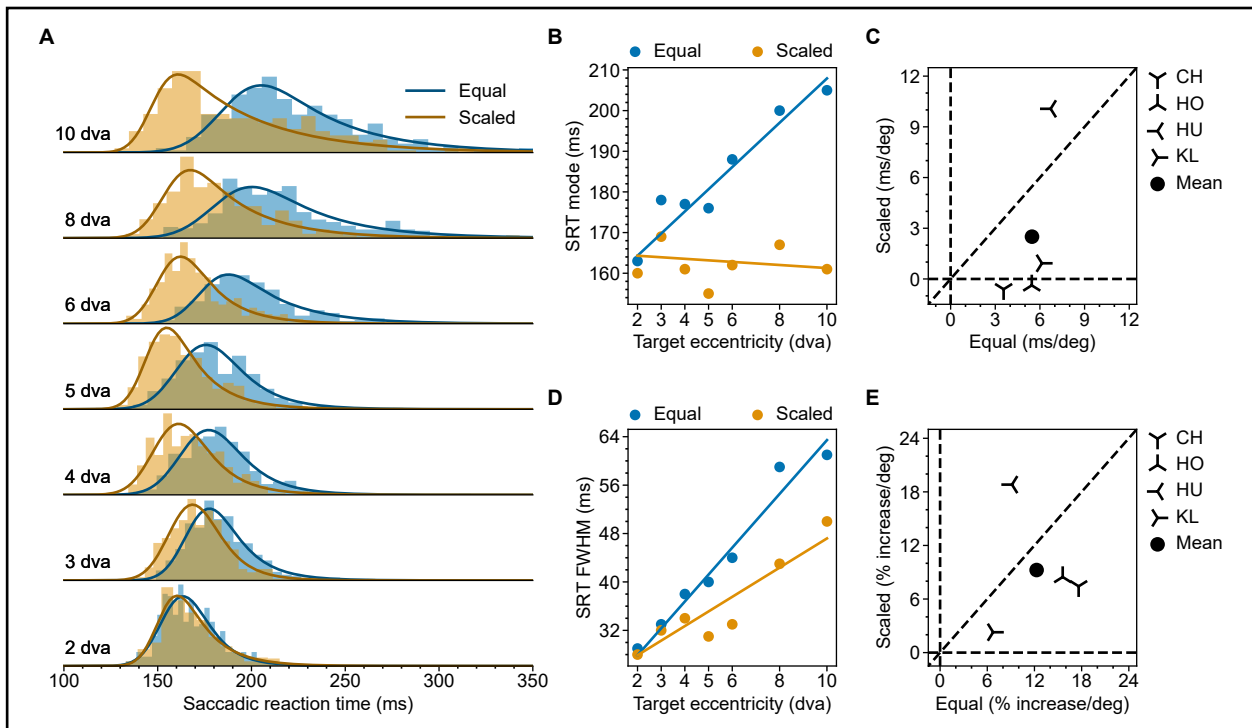 A
Equal
Scaled
10 dva
8 dva
6 dva
5 dva
4 dva
3 dva
2 dva
100 150 200 250 300 350
Saccadic reaction time (ms)
B
Equal Scaled
210
200
190
180
170
160
SRT mode (ms)
2 3 4 5 6 8 10
Target eccentricity (dva)
C
12
9
6
3
0
Scaled (ms/deg)
0 3 6 9 12
Equal (ms/deg)
CH
HO
HU
KL
Mean
D
Equal Scaled
64
56
48
40
32
SRT FWHM (ms)
2 3 4 5 6 8 10
Target eccentricity (dva)
E
24
18
12
6
0
Scaled (% increase/deg)
0 6 12 18 24
Equal (% increase/deg)
CH
HO
HU
KL
Mean